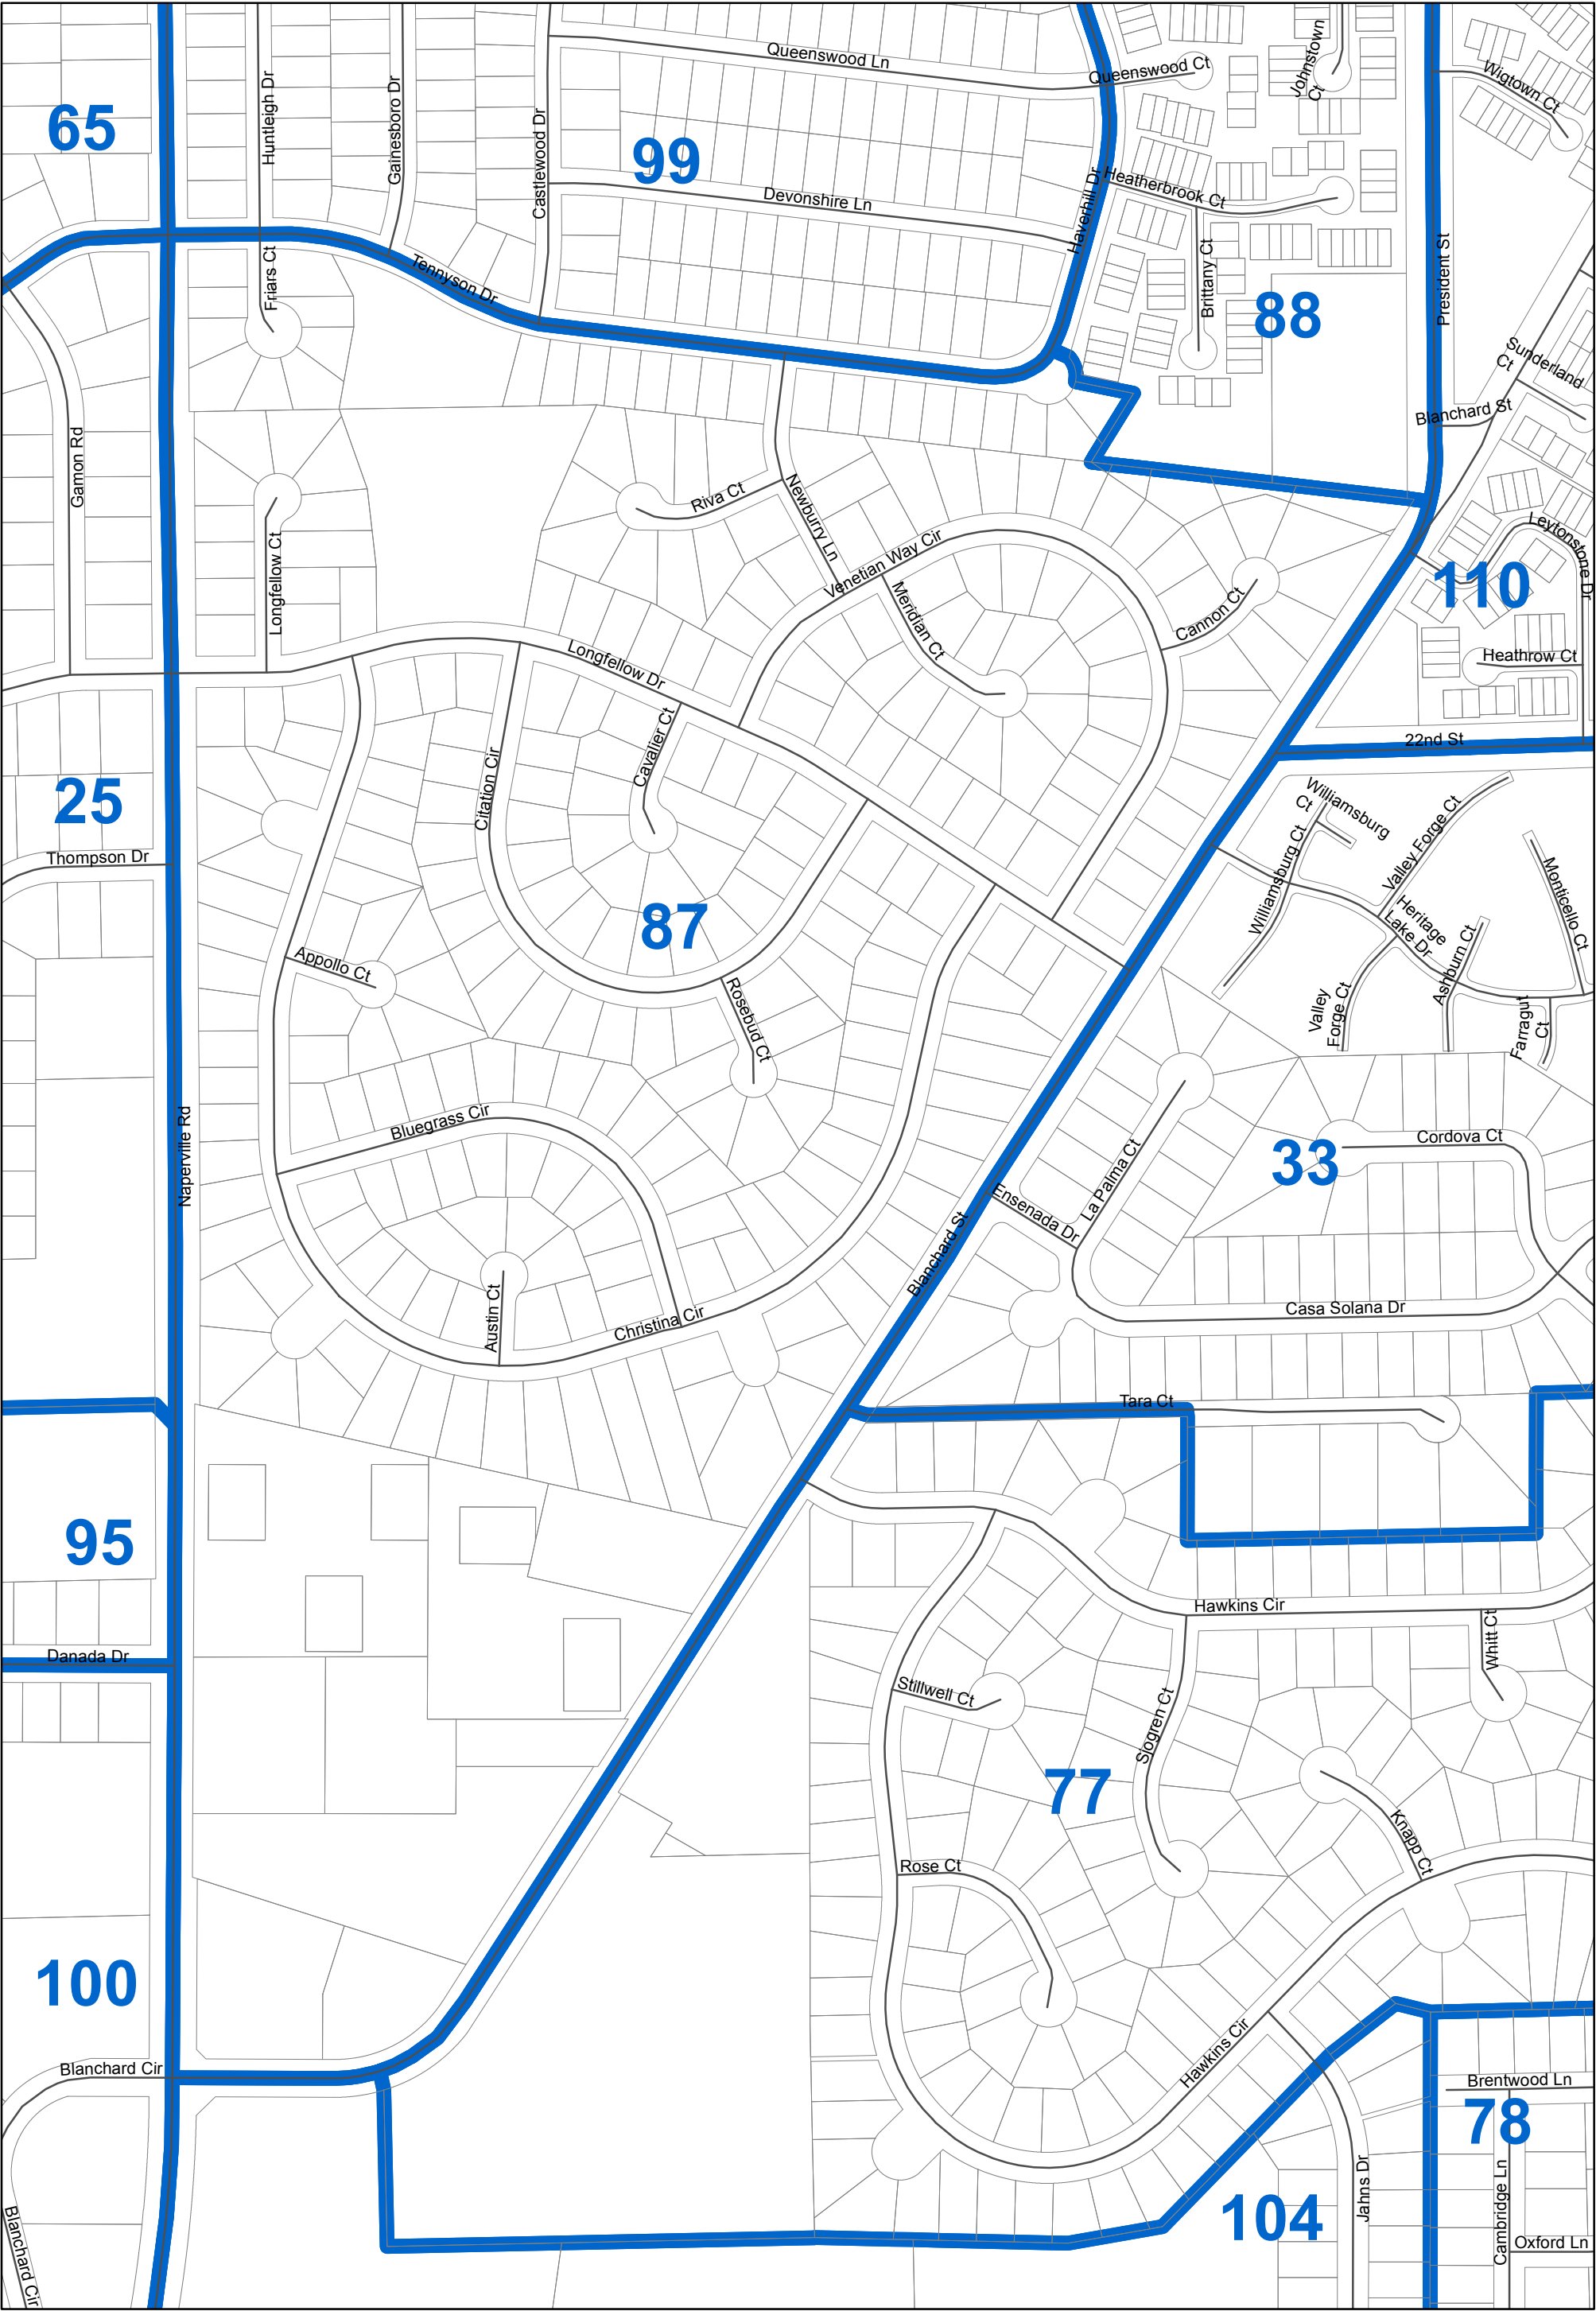 Queenswood Ln
Queenswood Ct
Johnstown
Ct
Wigtown Ct
Huntleigh Dr
Gainesboro Dr
Castlewood Dr
65
99
Devonshire Ln
Haverhill Dr
Heatherbrook Ct
Brittany Ct
President St
Friars Ct
Tennyson Dr
88
Sunderland
Ct
Blanchard St
Gamon Rd
Longfellow Ct
Riva Ct
Newburry Ln
Venetian Way Cir
Meridian Ct
Cannon Ct
Leytonstone Dr
110
Heathrow Ct
Longfellow Dr
Cavalier Ct
Citation Cir
22nd St
25
Thompson Dr
Williamsburg
Ct
Williamsburg Ct
Valley Forge Ct
Monticello Ct
Heritage
Lake Dr
Ashburn Ct
87
Appollo Ct
Rosebud Ct
Valley
Forge Ct
Farragut
Ct
Naperville Rd
Bluegrass Cir
La Palma Ct
33
Cordova Ct
Ensenada Dr
Blanchard St
Austin Ct
Christina Cir
Casa Solana Dr
Tara Ct
95
Danada Dr
Hawkins Cir
Whitt Ct
Stillwell Ct
Sjogren Ct
77
Knapp Ct
Rose Ct
100
Blanchard Cir
Hawkins Cir
Brentwood Ln
78
Jahns Dr
Cambridge Ln
104
Oxford Ln
Blanchard Cir